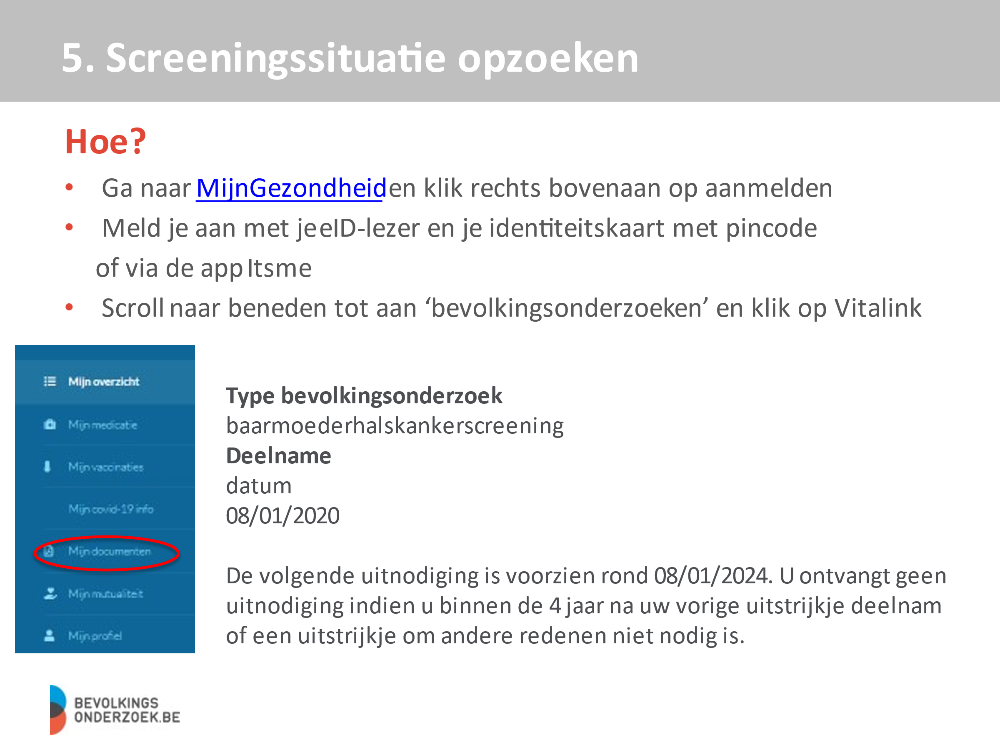 5. Screeningssituatie opzoeken
Hoe?
• Ga naar MijnGezondheid en klik rechts bovenaan op aanmelden
• Meld je aan met je eID-lezer en je identiteitskaart met pincode
of via de app Itsme
• Scroll naar beneden tot aan ‘bevolkingsonderzoeken’ en klik op Vitalink
Mijn overzicht
Mijn medicatie
Mijn vaccinaties
Mijn covid-19 info
Mijn documenten
Mijn mutualiteit
Mijn profiel
Type bevolkingsonderzoek
baarmoederhalskankerscreening
Deelname
datum
08/01/2020
De volgende uitnodiging is voorzien rond 08/01/2024. U ontvangt geen
uitnodiging indien u binnen de 4 jaar na uw vorige uitstrijkje deelnam
of een uitstrijkje om andere redenen niet nodig is.
BEVOLKINGS
ONDERZOEK.BE